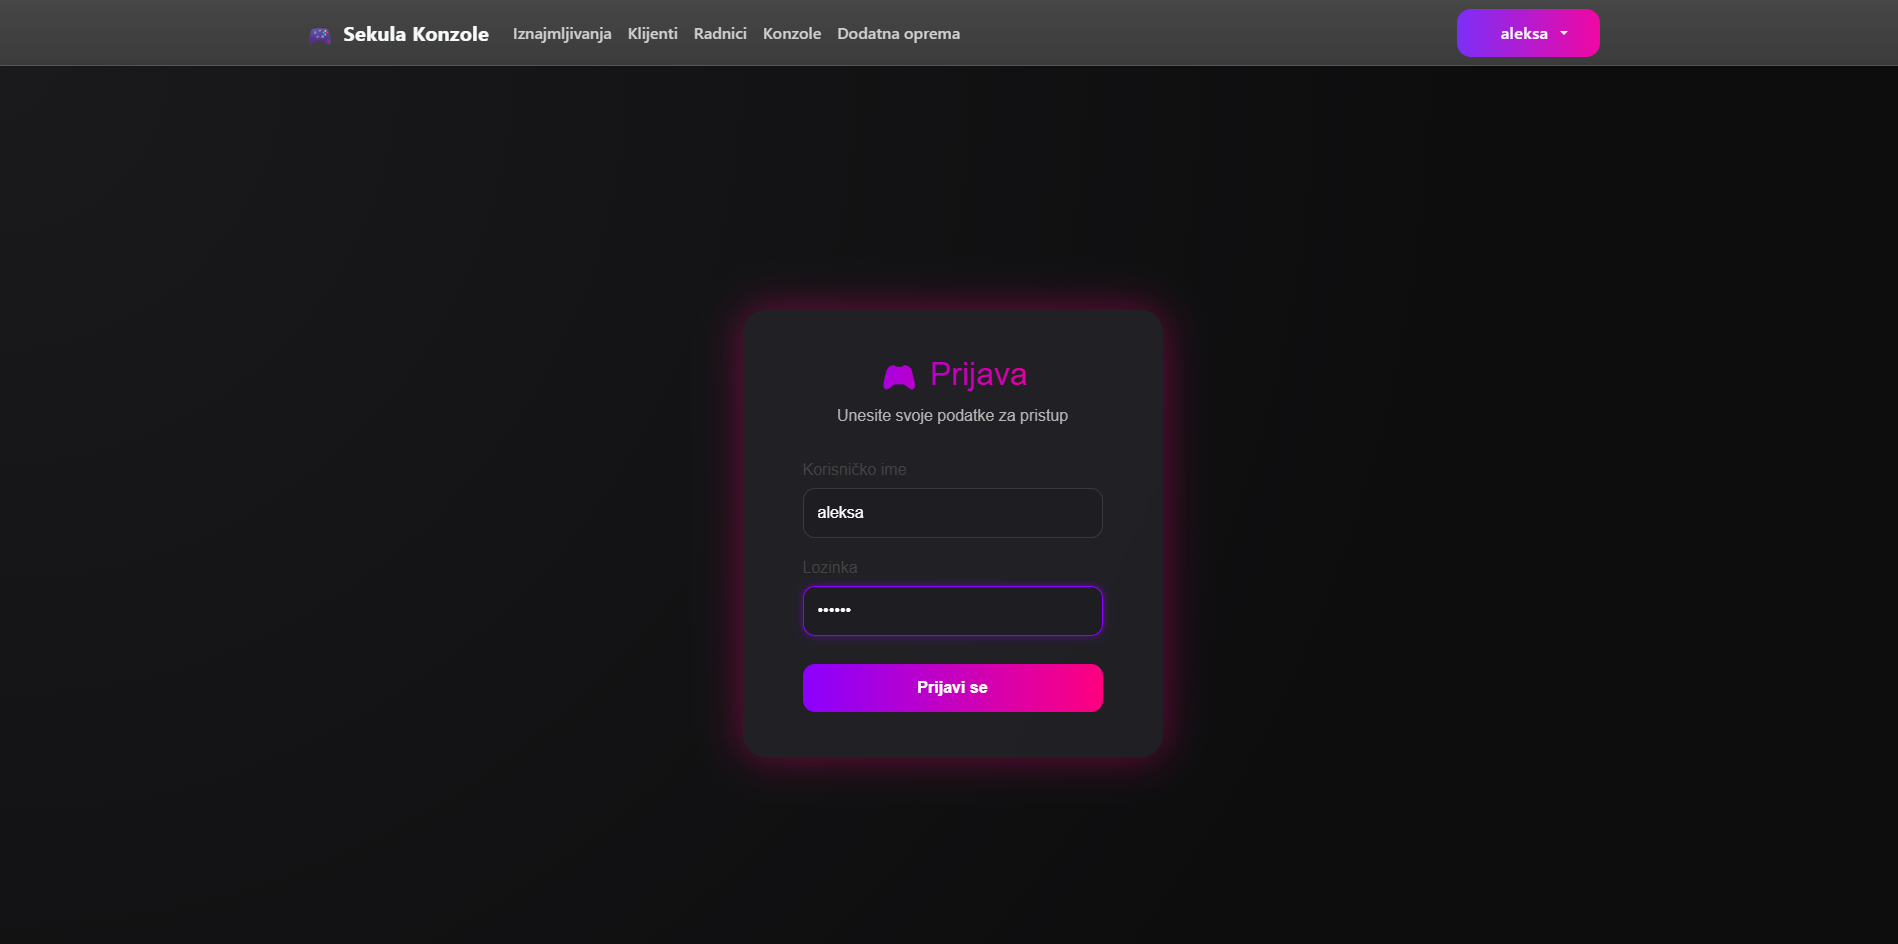 Sekula Konzole Iznajmljivanja Klijenti Radnici Konzole Dodatna oprema aleksa
Prijava
Unesite svoje podatke za pristup
Korisničko ime
aleksa
Lozinka
••••••
Prijavi se